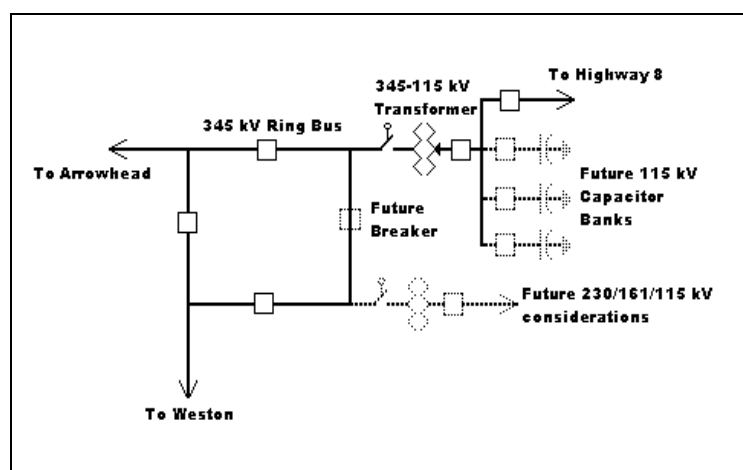 To Highway 8
345-115 kV
Transformer
345 kV Ring Bus
To Arrowhead
Future 115 kV
Capacitor
Banks
Future
Breaker
Future 230/161/115 kV
considerations
To Weston